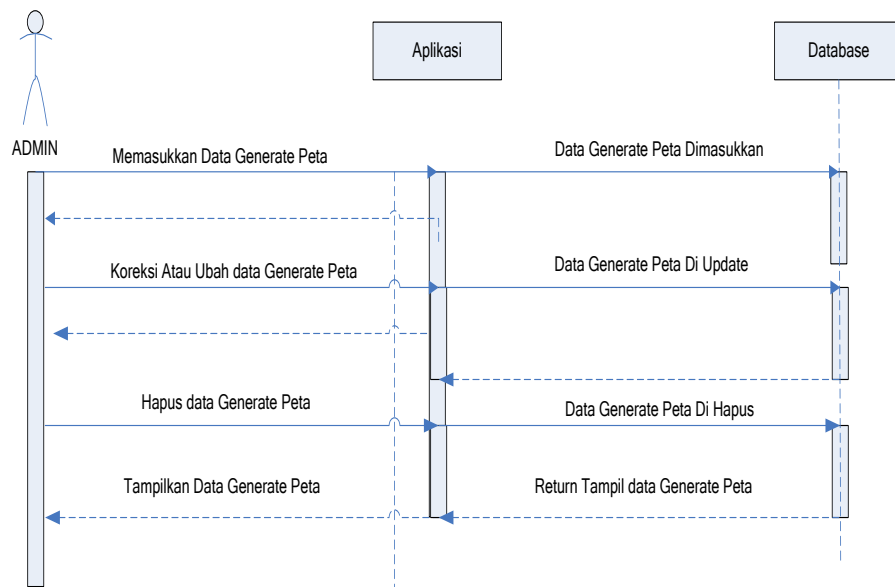 Aplikasi
Database
ADMIN
Memasukkan Data Generate Peta
Data Generate Peta Dimasukkan
Koreksi Atau Ubah data Generate Peta
Data Generate Peta Di Update
Hapus data Generate Peta
Data Generate Peta Di Hapus
Tampilkan Data Generate Peta
Return Tampil data Generate Peta